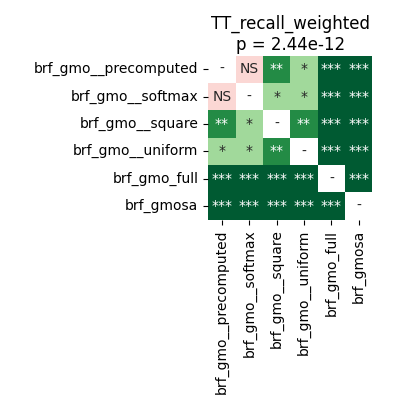 TT_recall_weighted
p = 2.44e-12
brf_gmo__precomputed - NS ** * *** ***
brf_gmo__softmax NS - * * *** ***
brf_gmo__square ** * - ** *** ***
brf_gmo__uniform * * ** - *** ***
brf_gmo_full *** *** *** *** - ***
brf_gmosa *** *** *** *** *** -
brf_gmo__precomputed
brf_gmo__softmax
brf_gmo__square
brf_gmo__uniform
brf_gmo_full
brf_gmosa